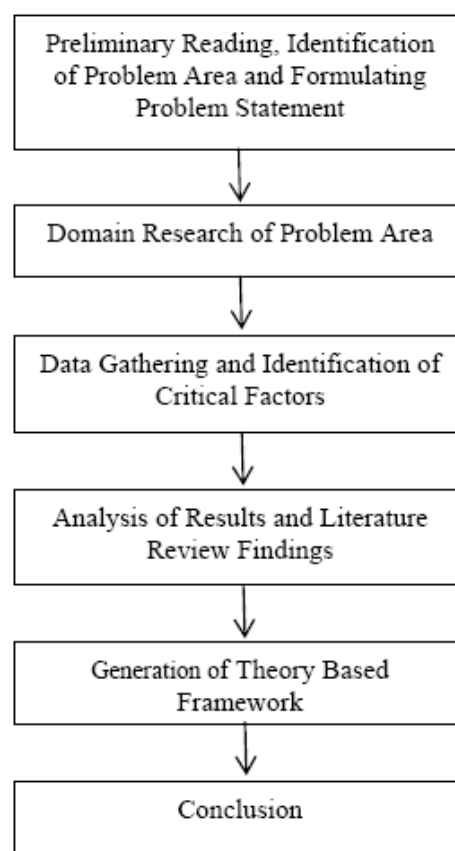 Preliminary Reading, Identification
of Problem Area and Formulating
Problem Statement
Domain Research of Problem Area
Data Gathering and Identification of
Critical Factors
Analysis of Results and Literature
Review Findings
Generation of Theory Based
Framework
Conclusion